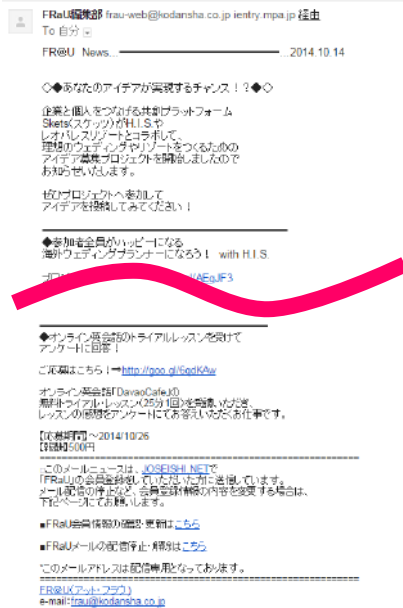 FRaU編集部 frau-web@kodansha.co.jp ientry.mpa.jp 経由
To 自分
FR@U News. 2014.10.14
◇◆あなたのアイデアが実現するチャンス！？◆◇
企業と個人をつなげる共創プラットフォーム
Skets(スケッツ)がH.I.S.や
レオパレスリゾートとコラボして、
理想のウェディングやリゾートをつくるための
アイデア募集プロジェクトを開始しましたので
お知らせいたします。
ぜひプロジェクトへ参加して
アイデアを投稿してみてください！
◆参加者全員がハッピーになる
海外ウェディングプランナーになろう！ with H.I.S.
/AEgJF3
◆オンライン英会話のトライアルレッスンを受けて
アンケートに回答！
ご応募はこちら！⇒http://goo.gl/6qdKAw
オンライン英会話『DavaoCafe』の
無料トライアル・レッスン(25分1回)を受講いただき、
レッスンの感想をアンケートにてお答えいただくお仕事です。
【応募期間】～2014/10/26
【報酬】500円
=====================================================
□このメールニュースは、JOSEISHI.NETで
「FRaU」の会員登録をしていただいた方に送信しています。
メール配信の停止など、会員登録情報の内容を変更する場合は、
下記ページにてお願いします。
■FRaU会員情報の確認・更新はこちら
■FRaUメールの配信停止・解除はこちら
*このメールアドレスは配信専用となっております。
=====================================================
FR@U(アット・フラウ)
e-mail:frau@kodansha.co.jp